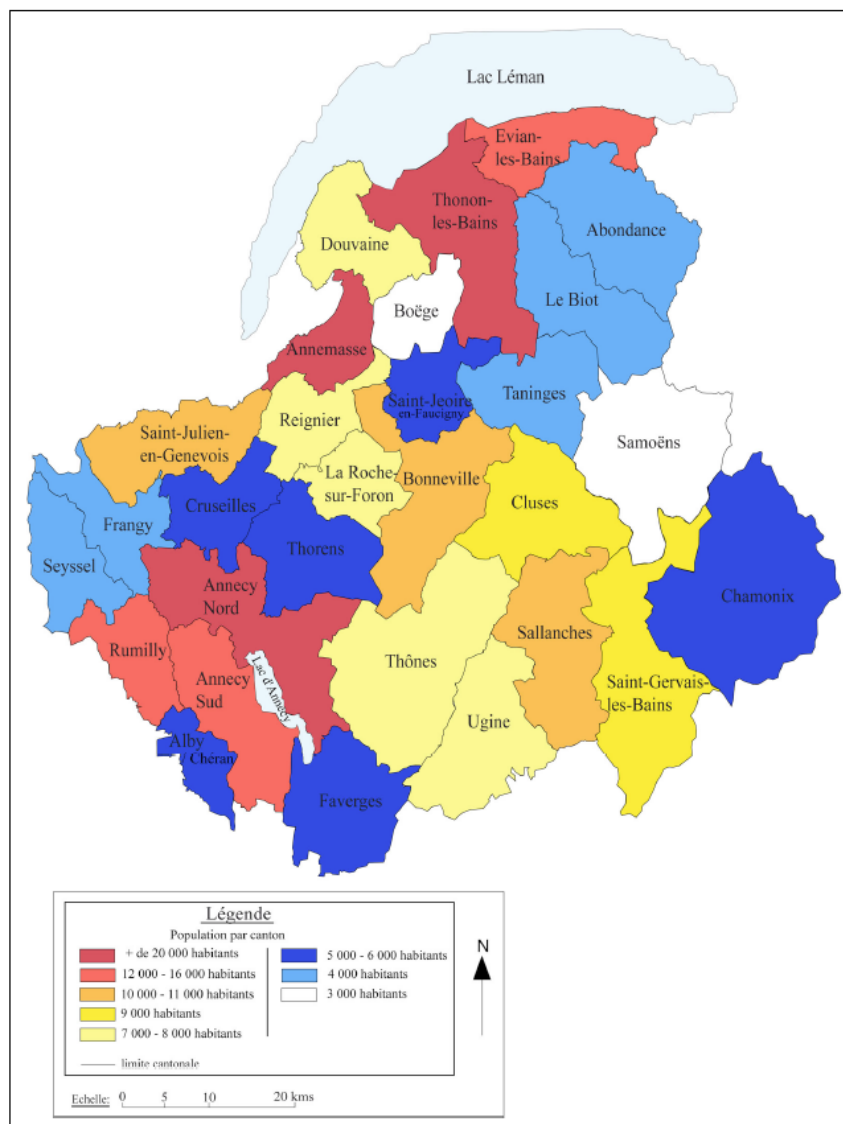 Lac Léman
Evian-
les-Bains
Thonon-
les-Bains
Abondance
Douvaine
Le Biot
Boëge
Annemasse
Saint-Jeoire
en-Faucigny
Taninges
Reignier
Saint-Julien-
en-Genevois
Samoëns
La Roche-
sur-Foron
Bonneville
Cluses
Cruseilles
Frangy
Thorens
Seyssel
Annecy
Nord
Chamonix
Sallanches
Rumilly
Thônes
Annecy
Sud
Lac d'Annecy
Saint-Gervais-
les-Bains
Ugine
Alby
/ Chéran
Faverges
Légende
Population par canton
+ de 20 000 habitants
12 000 - 16 000 habitants
10 000 - 11 000 habitants
9 000 habitants
7 000 - 8 000 habitants
5 000 - 6 000 habitants
4 000 habitants
3 000 habitants
limite cantonale
N
Echelle: 0 5 10 20 kms